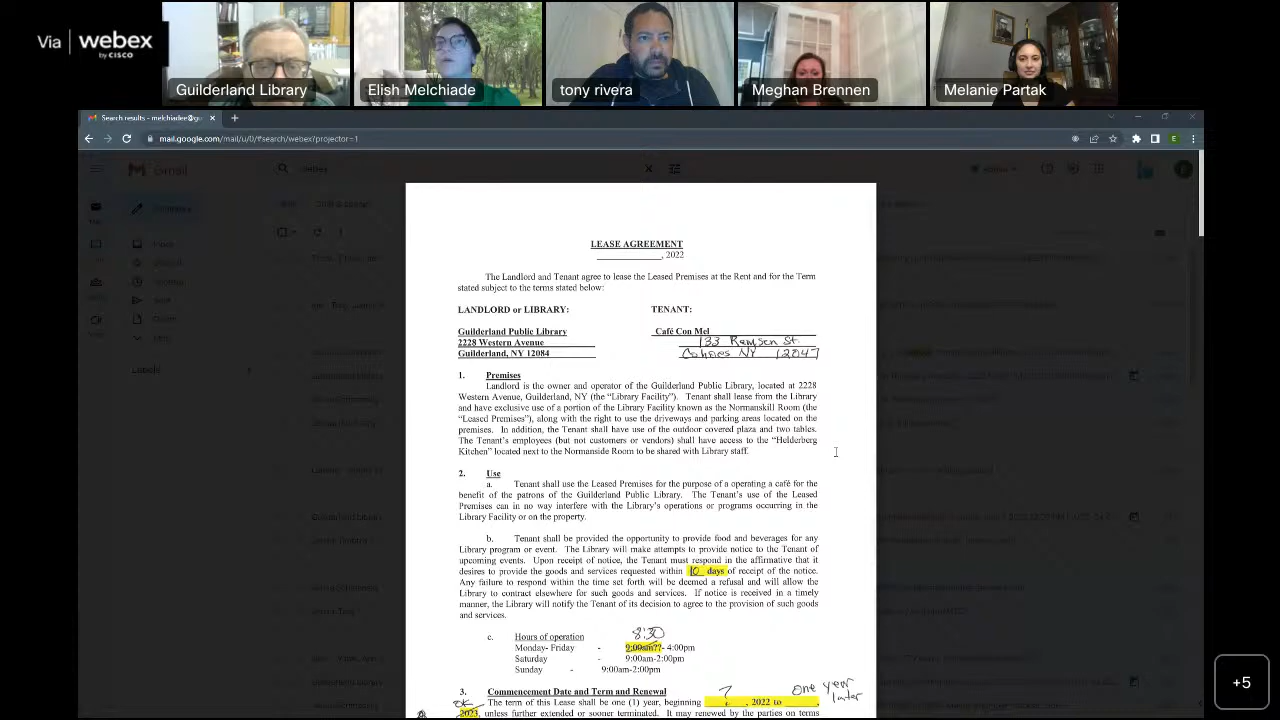 Via webex
by CISCO
Guilderland Library
Elish Melchiade
tony rivera
Meghan Brennen
Melanie Partak
Search results - melchiadee@gu
mail.google.com/mail/u/0/#search/webex?projector=1
Gmail
LEASE AGREEMENT
____________, 2022
The Landlord and Tenant agree to lease the Leased Premises at the Rent and for the Term
stated subject to the terms stated below:
LANDLORD or LIBRARY: TENANT:
Guilderland Public Library Café Con Mel
2228 Western Avenue 133 Remsen St.
Guilderland, NY 12084 Cohoes NY 12047
1. Premises
Landlord is the owner and operator of the Guilderland Public Library, located at 2228
Western Avenue, Guilderland, NY (the “Library Facility”). Tenant shall lease from the Library
and have exclusive use of a portion of the Library Facility known as the Normanskill Room (the
“Leased Premises”), along with the right to use the driveways and parking areas located on the
premises. In addition, the Tenant shall have use of the outdoor covered plaza and two tables.
The Tenant’s employees (but not customers or vendors) shall have access to the “Helderberg
Kitchen” located next to the Normanside Room to be shared with Library staff.
2. Use
a. Tenant shall use the Leased Premises for the purpose of a operating a café for the
benefit of the patrons of the Guilderland Public Library. The Tenant’s use of the Leased
Premises can in no way interfere with the Library’s operations or programs occurring in the
Library Facility or on the property.
b. Tenant shall be provided the opportunity to provide food and beverages for any
Library program or event. The Library will make attempts to provide notice to the Tenant of
upcoming events. Upon receipt of notice, the Tenant must respond in the affirmative that it
desires to provide the goods and services requested within 10 days of receipt of the notice.
Any failure to respond within the time set forth will be deemed a refusal and will allow the
Library to contract elsewhere for such goods and services. If notice is received in a timely
manner, the Library will notify the Tenant of its decision to agree to the provision of such goods
and services.
8:30
c. Hours of operation
Monday- Friday - 9:00am??- 4:00pm
Saturday - 9:00am-2:00pm
Sunday - 9:00am-2:00pm
3. Commencement Date and Term and Renewal
The term of this Lease shall be one (1) year, beginning ? , 2022 to one year later
2023, unless further extended or sooner terminated. It may renewed by the parties on terms
+5